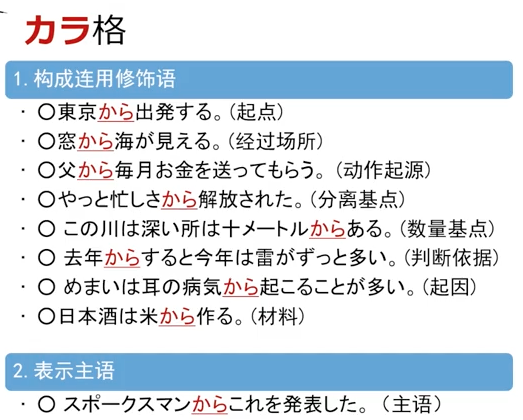 カラ格
1.构成连用修饰语
· 〇東京から出発する。(起点)
· 〇窓から海が見える。(经过场所)
· 〇父から毎月お金を送ってもらう。(动作起源)
· 〇やっと忙しさから解放された。(分离基点)
· 〇 この川は深い所は十メートルからある。(数量基点)
· 〇 去年からすると今年は雷がずっと多い。(判断依据)
· 〇 めまいは耳の病気から起こることが多い。(起因)
· 〇日本酒は米から作る。(材料)
2.表示主语
· 〇 スポークスマンからこれを発表した。(主语)